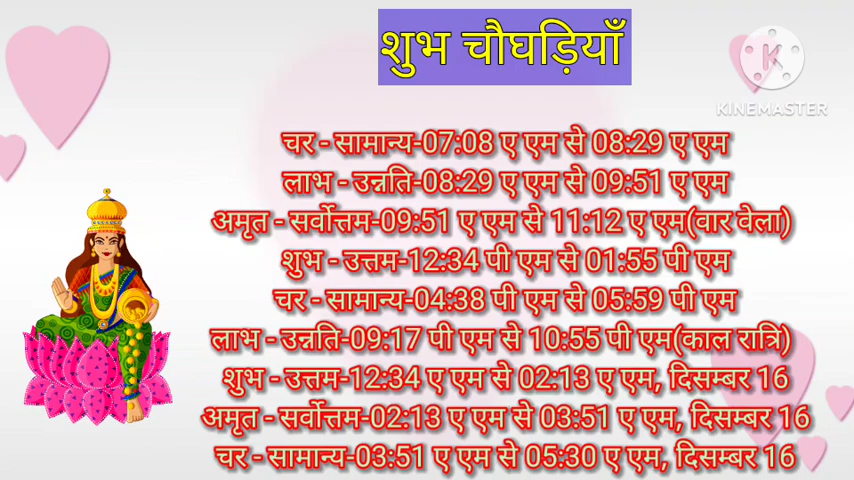 शुभ चौघड़ियाँ
KINEMASTER
चर - सामान्य-07:08 ए एम से 08:29 ए एम
लाभ - उन्नति-08:29 ए एम से 09:51 ए एम
अमृत - सर्वोत्तम-09:51 ए एम से 11:12 ए एम(वार वेला)
शुभ - उत्तम-12:34 पी एम से 01:55 पी एम
चर - सामान्य-04:38 पी एम से 05:59 पी एम
लाभ - उन्नति-09:17 पी एम से 10:55 पी एम(काल रात्रि)
शुभ - उत्तम-12:34 ए एम से 02:13 ए एम, दिसम्बर 16
अमृत - सर्वोत्तम-02:13 ए एम से 03:51 ए एम, दिसम्बर 16
चर - सामान्य-03:51 ए एम से 05:30 ए एम, दिसम्बर 16